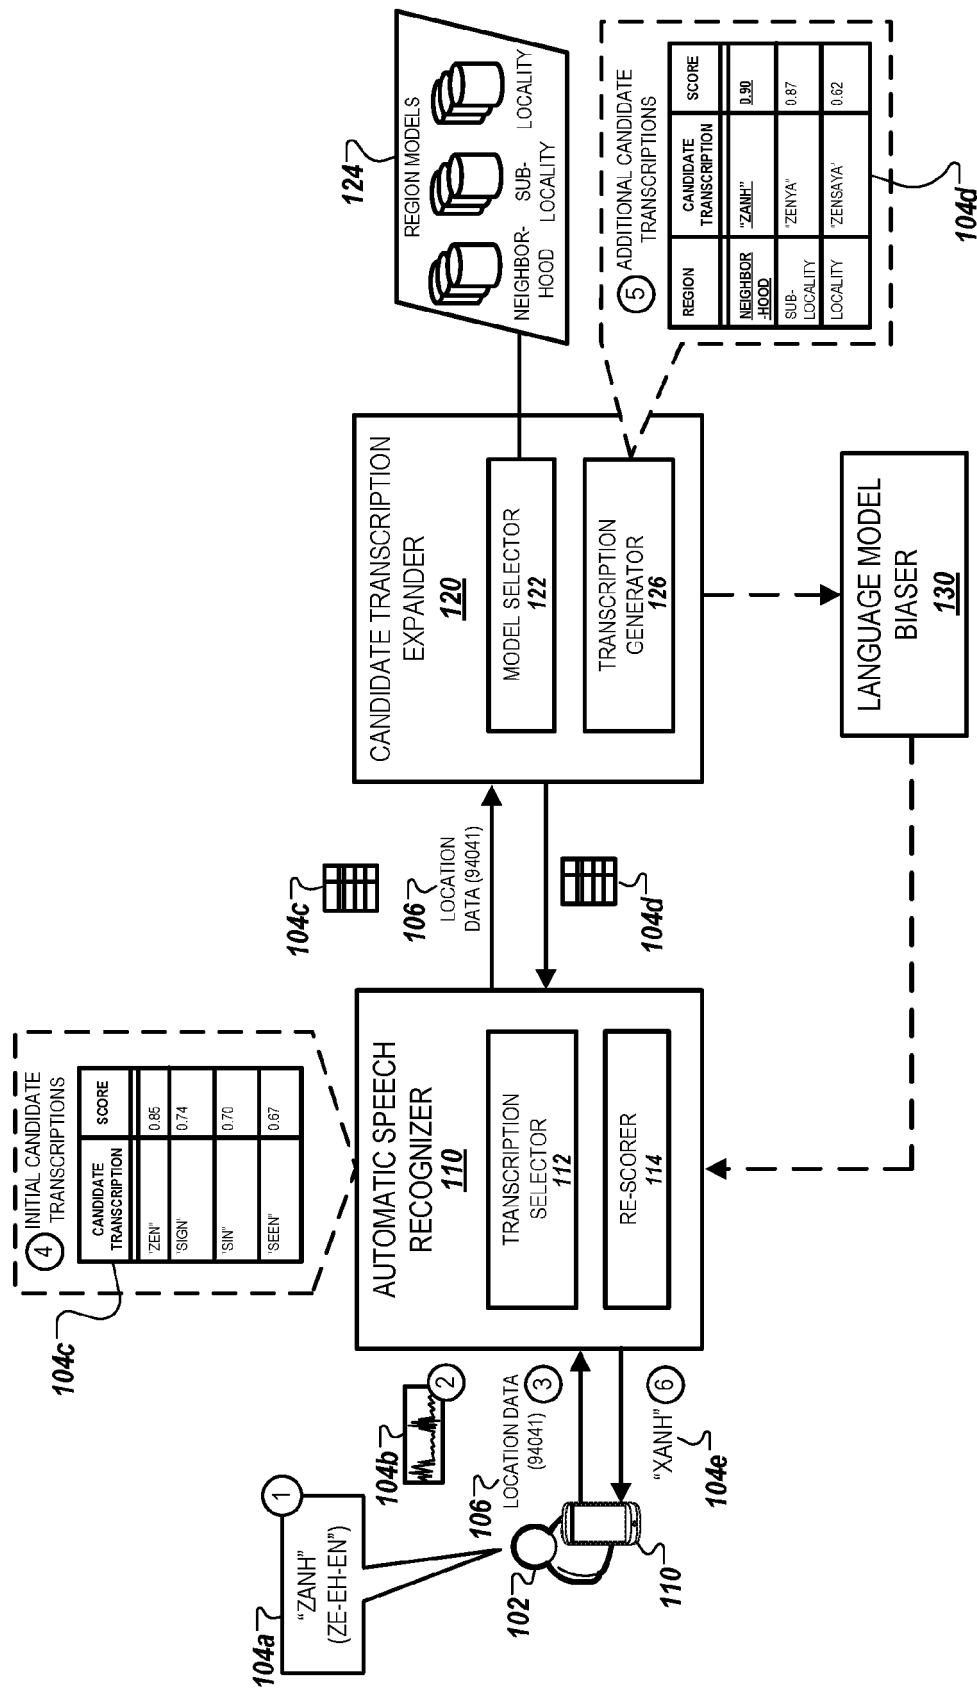 104a
1
"ZANH"
(ZE-EH-EN")
102
110
104b
2
106
LOCATION DATA
(94041)
3
"XANH"
6
104e
104c
4
INITIAL CANDIDATE
TRANSCRIPTIONS
CANDIDATE
TRANSCRIPTION
SCORE
'ZEN"
0.85
'SIGN'
0.74
'SIN"
0.70
'SEEN'
0.67
AUTOMATIC SPEECH
RECOGNIZER
110
TRANSCRIPTION
SELECTOR
112
RE-SCORER
114
104c
106
LOCATION
DATA (94041)
104d
CANDIDATE TRANSCRIPTION
EXPANDER
120
MODEL SELECTOR
122
TRANSCRIPTION
GENERATOR
126
LANGUAGE MODEL
BIASER
130
124
REGION MODELS
NEIGHBOR-
HOOD
SUB-
LOCALITY
LOCALITY
5
ADDITIONAL CANDIDATE
TRANSCRIPTIONS
REGION
CANDIDATE
TRANSCRIPTION
SCORE
NEIGHBOR
-HOOD
"ZANH"
0.90
SUB-
LOCALITY
"ZENYA"
0.87
LOCALITY
"ZENSAYA'
0.62
104d